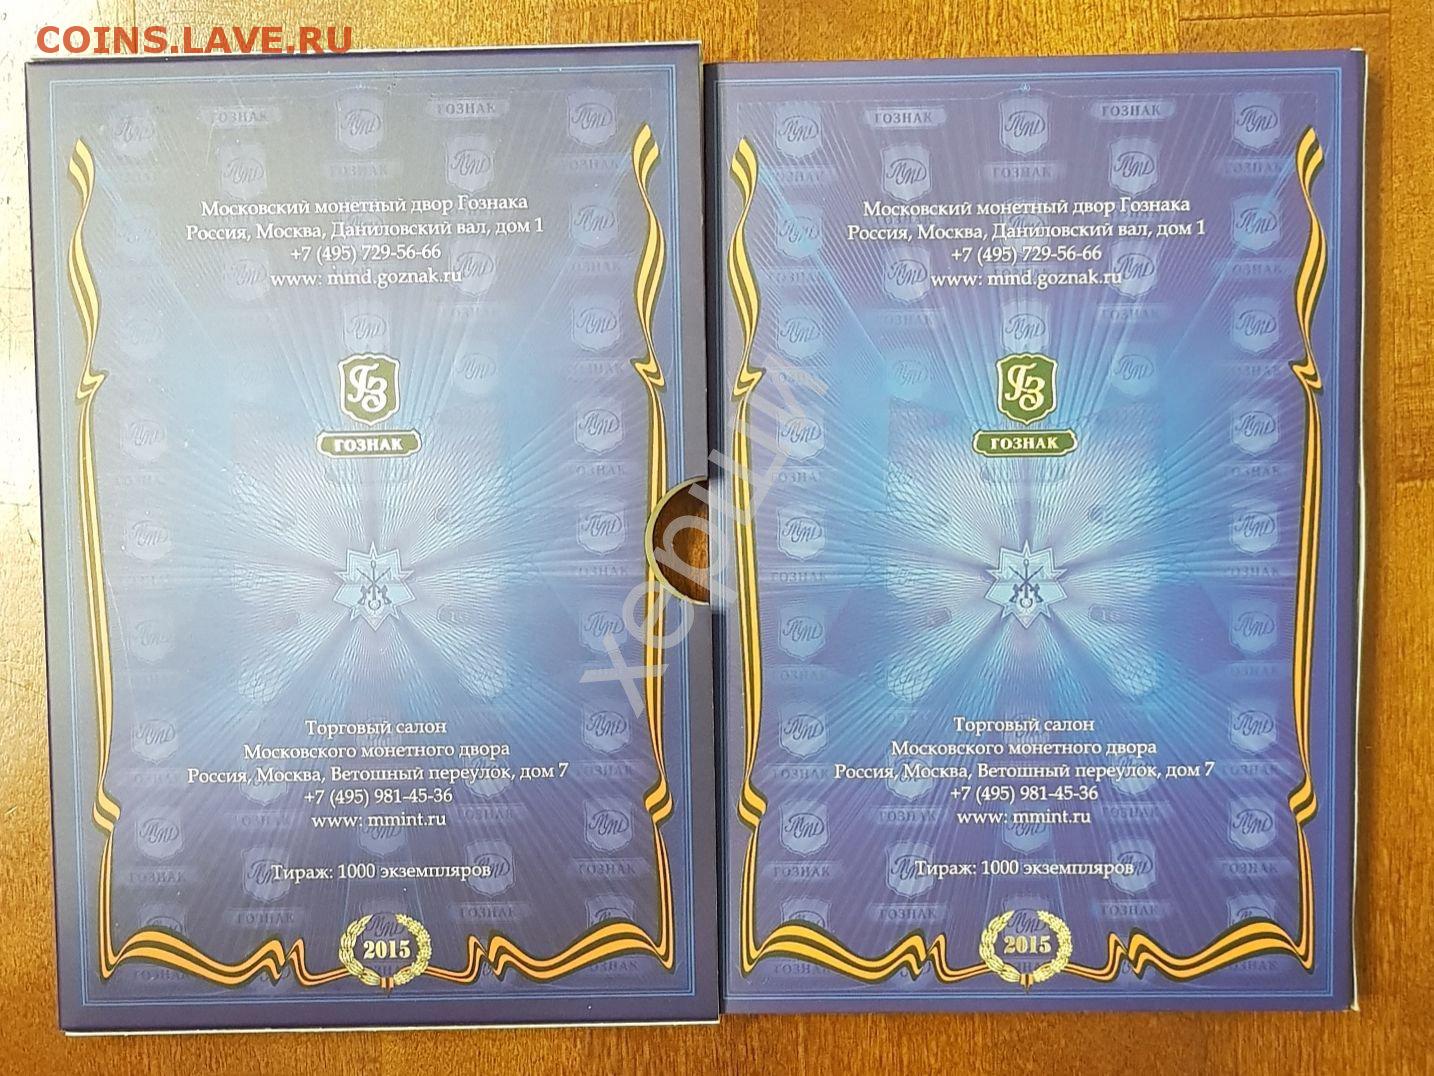 COINS.LAVE.RU
Московский монетный двор Гознака
Россия, Москва, Даниловский вал, дом 1
+7 (495) 729-56-66
www: mmd.goznak.ru
ГОЗНАК
Торговый салон
Московского монетного двора
Россия, Москва, Ветошный переулок, дом 7
+7 (495) 981-45-36
www: mmint.ru
Тираж: 1000 экземпляров
2015
Московский монетный двор Гознака
Россия, Москва, Даниловский вал, дом 1
+7 (495) 729-56-66
www: mmd.goznak.ru
ГОЗНАК
Торговый салон
Московского монетного двора
Россия, Москва, Ветошный переулок, дом 7
+7 (495) 981-45-36
www: mmint.ru
Тираж: 1000 экземпляров
2015